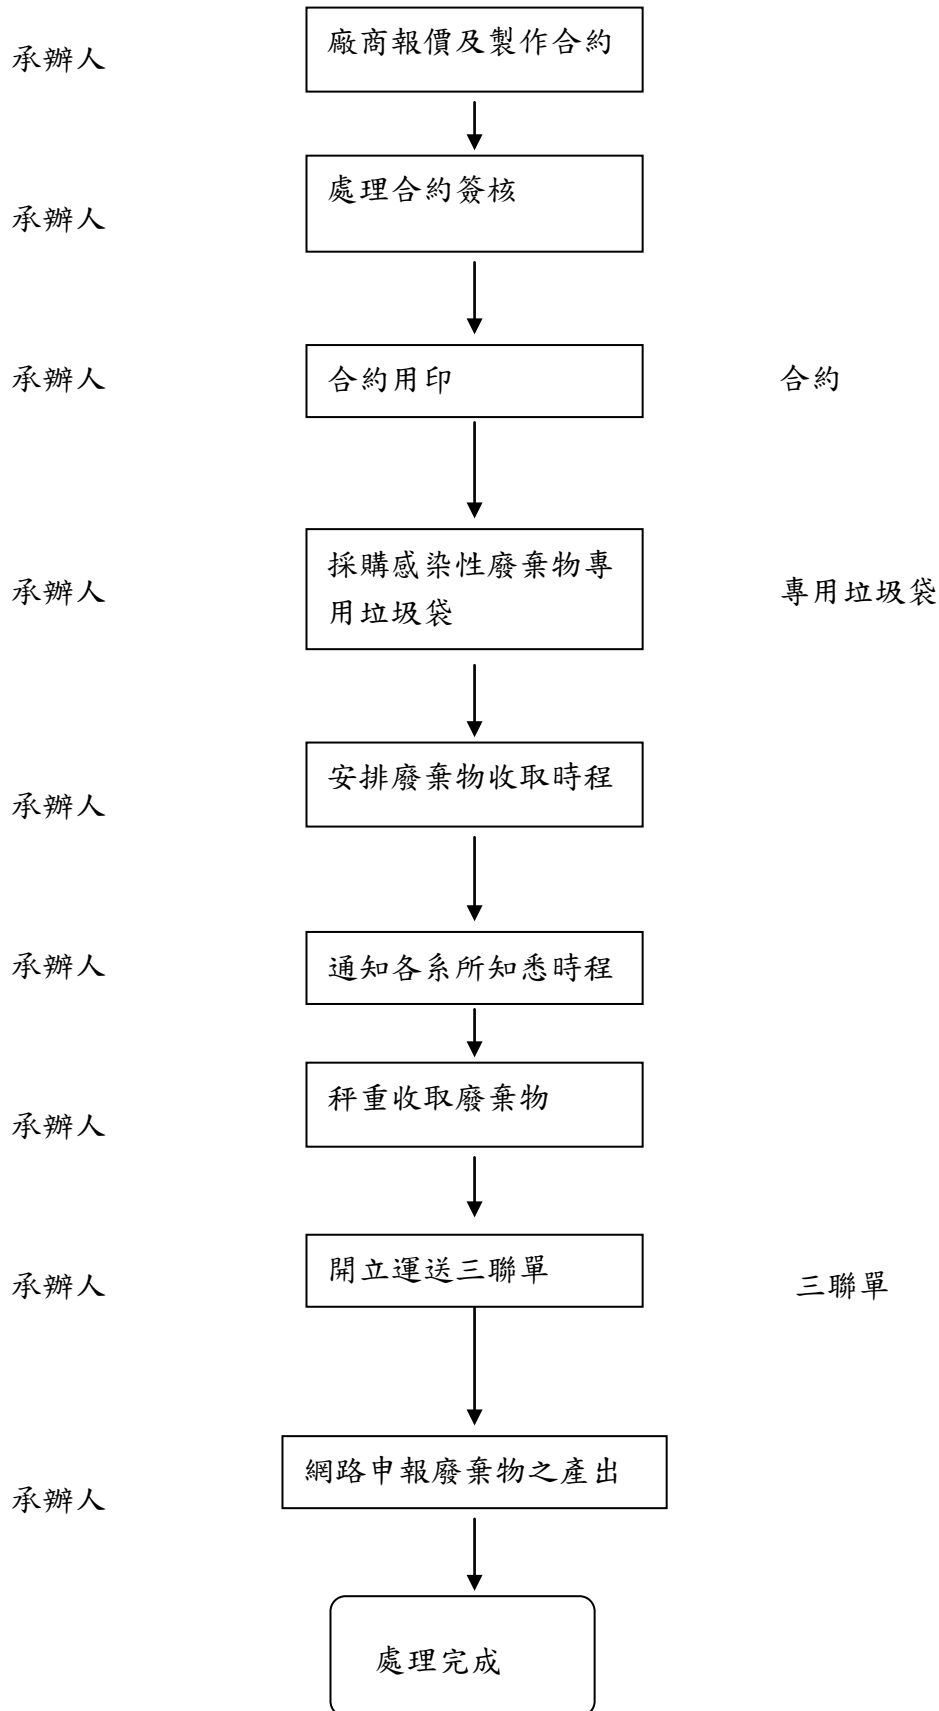 廠商報價及製作合約
承辦人
處理合約簽核
承辦人
承辦人
合約用印
合約
採購感染性廢棄物專
用垃圾袋
承辦人
專用垃圾袋
安排廢棄物收取時程
承辦人
承辦人
通知各系所知悉時程
秤重收取廢棄物
承辦人
開立運送三聯單
承辦人
三聯單
網路申報廢棄物之產出
承辦人
處理完成